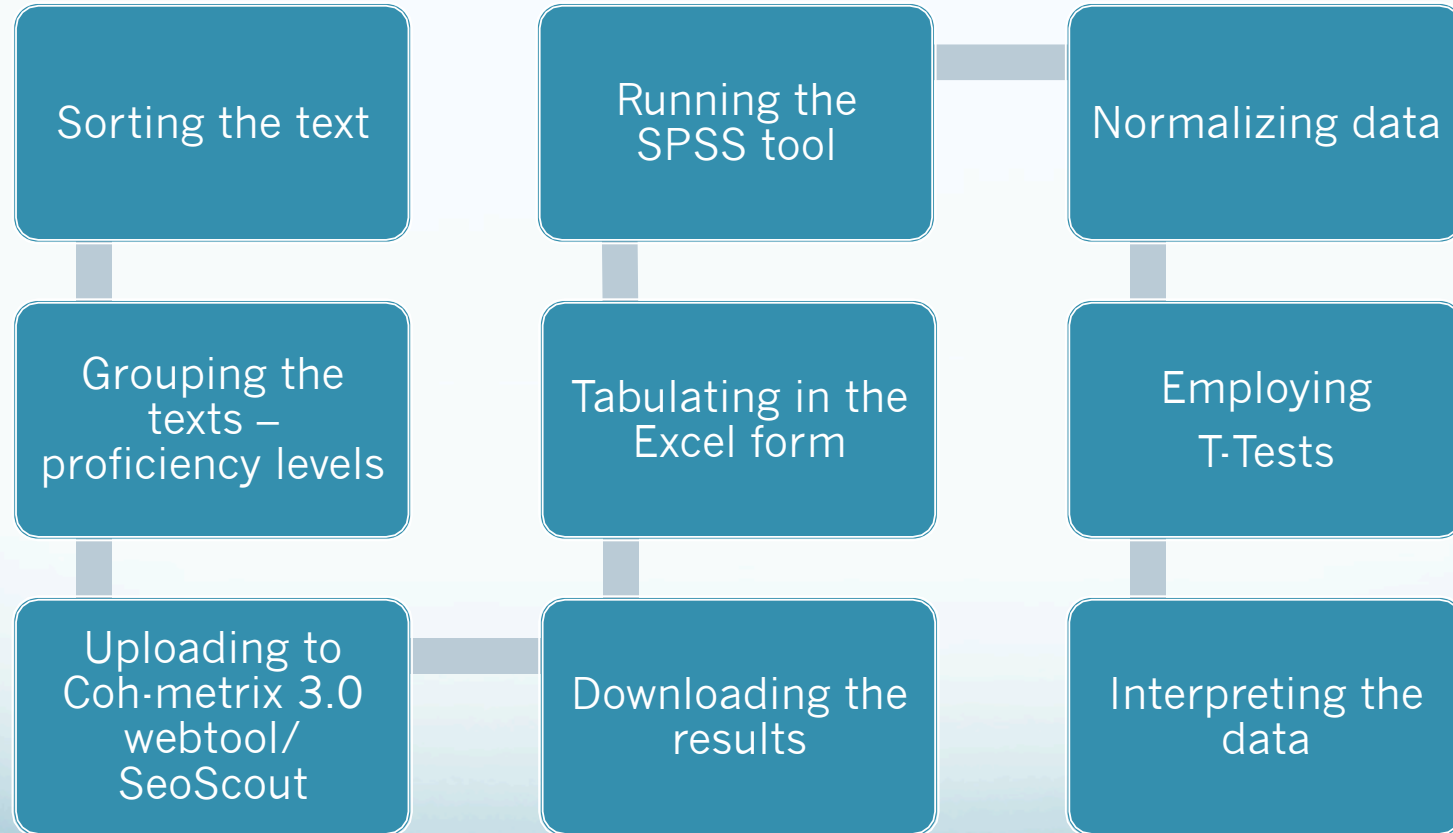 Sorting the text
Grouping the
texts –
proficiency levels
Uploading to
Coh-metrix 3.0
webtool/
SeoScout
Downloading the
results
Tabulating in the
Excel form
Running the
SPSS tool
Normalizing data
Employing
T-Tests
Interpreting the
data